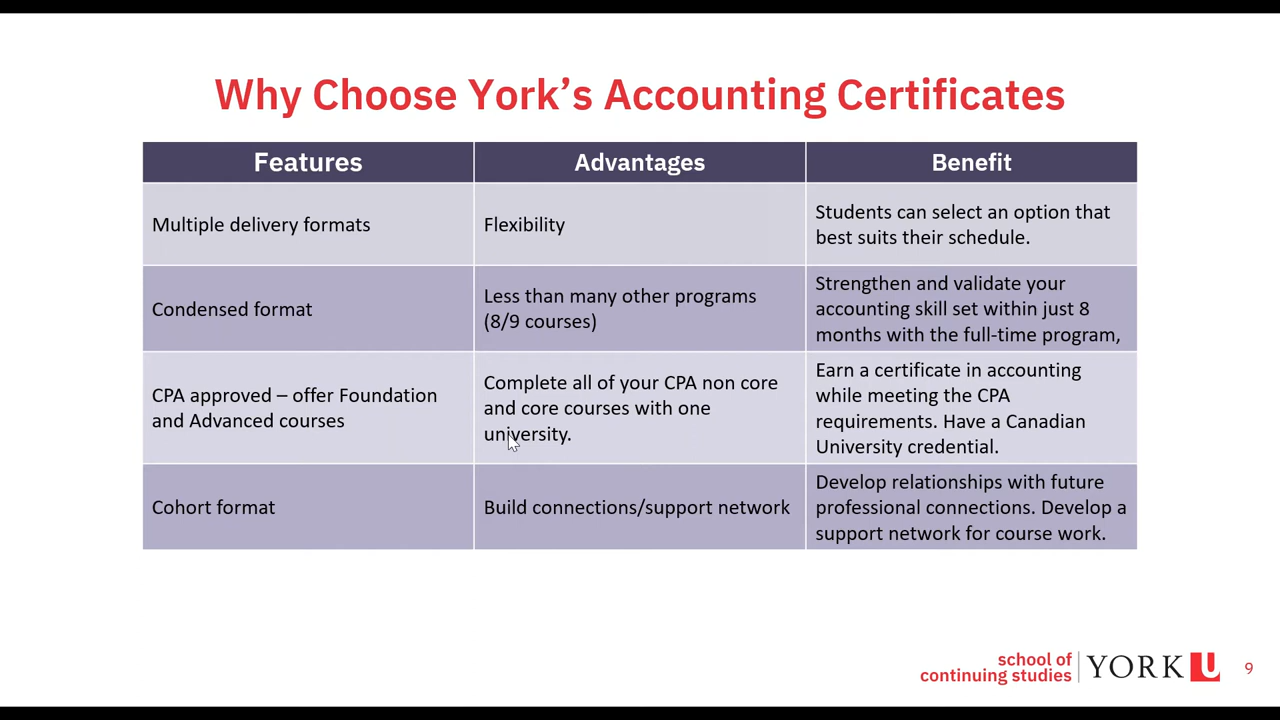 Why Choose York's Accounting Certificates
Features
Advantages
Benefit
Multiple delivery formats
Flexibility
Students can select an option that
best suits their schedule.
Condensed format
Less than many other programs
(8/9 courses)
Strengthen and validate your
accounting skill set within just 8
months with the full-time program,
CPA approved – offer Foundation
and Advanced courses
Complete all of your CPA non core
and core courses with one
university.
Earn a certificate in accounting
while meeting the CPA
requirements. Have a Canadian
University credential.
Cohort format
Build connections/support network
Develop relationships with future
professional connections. Develop a
support network for course work.
school of
continuing studies
YORK U
9